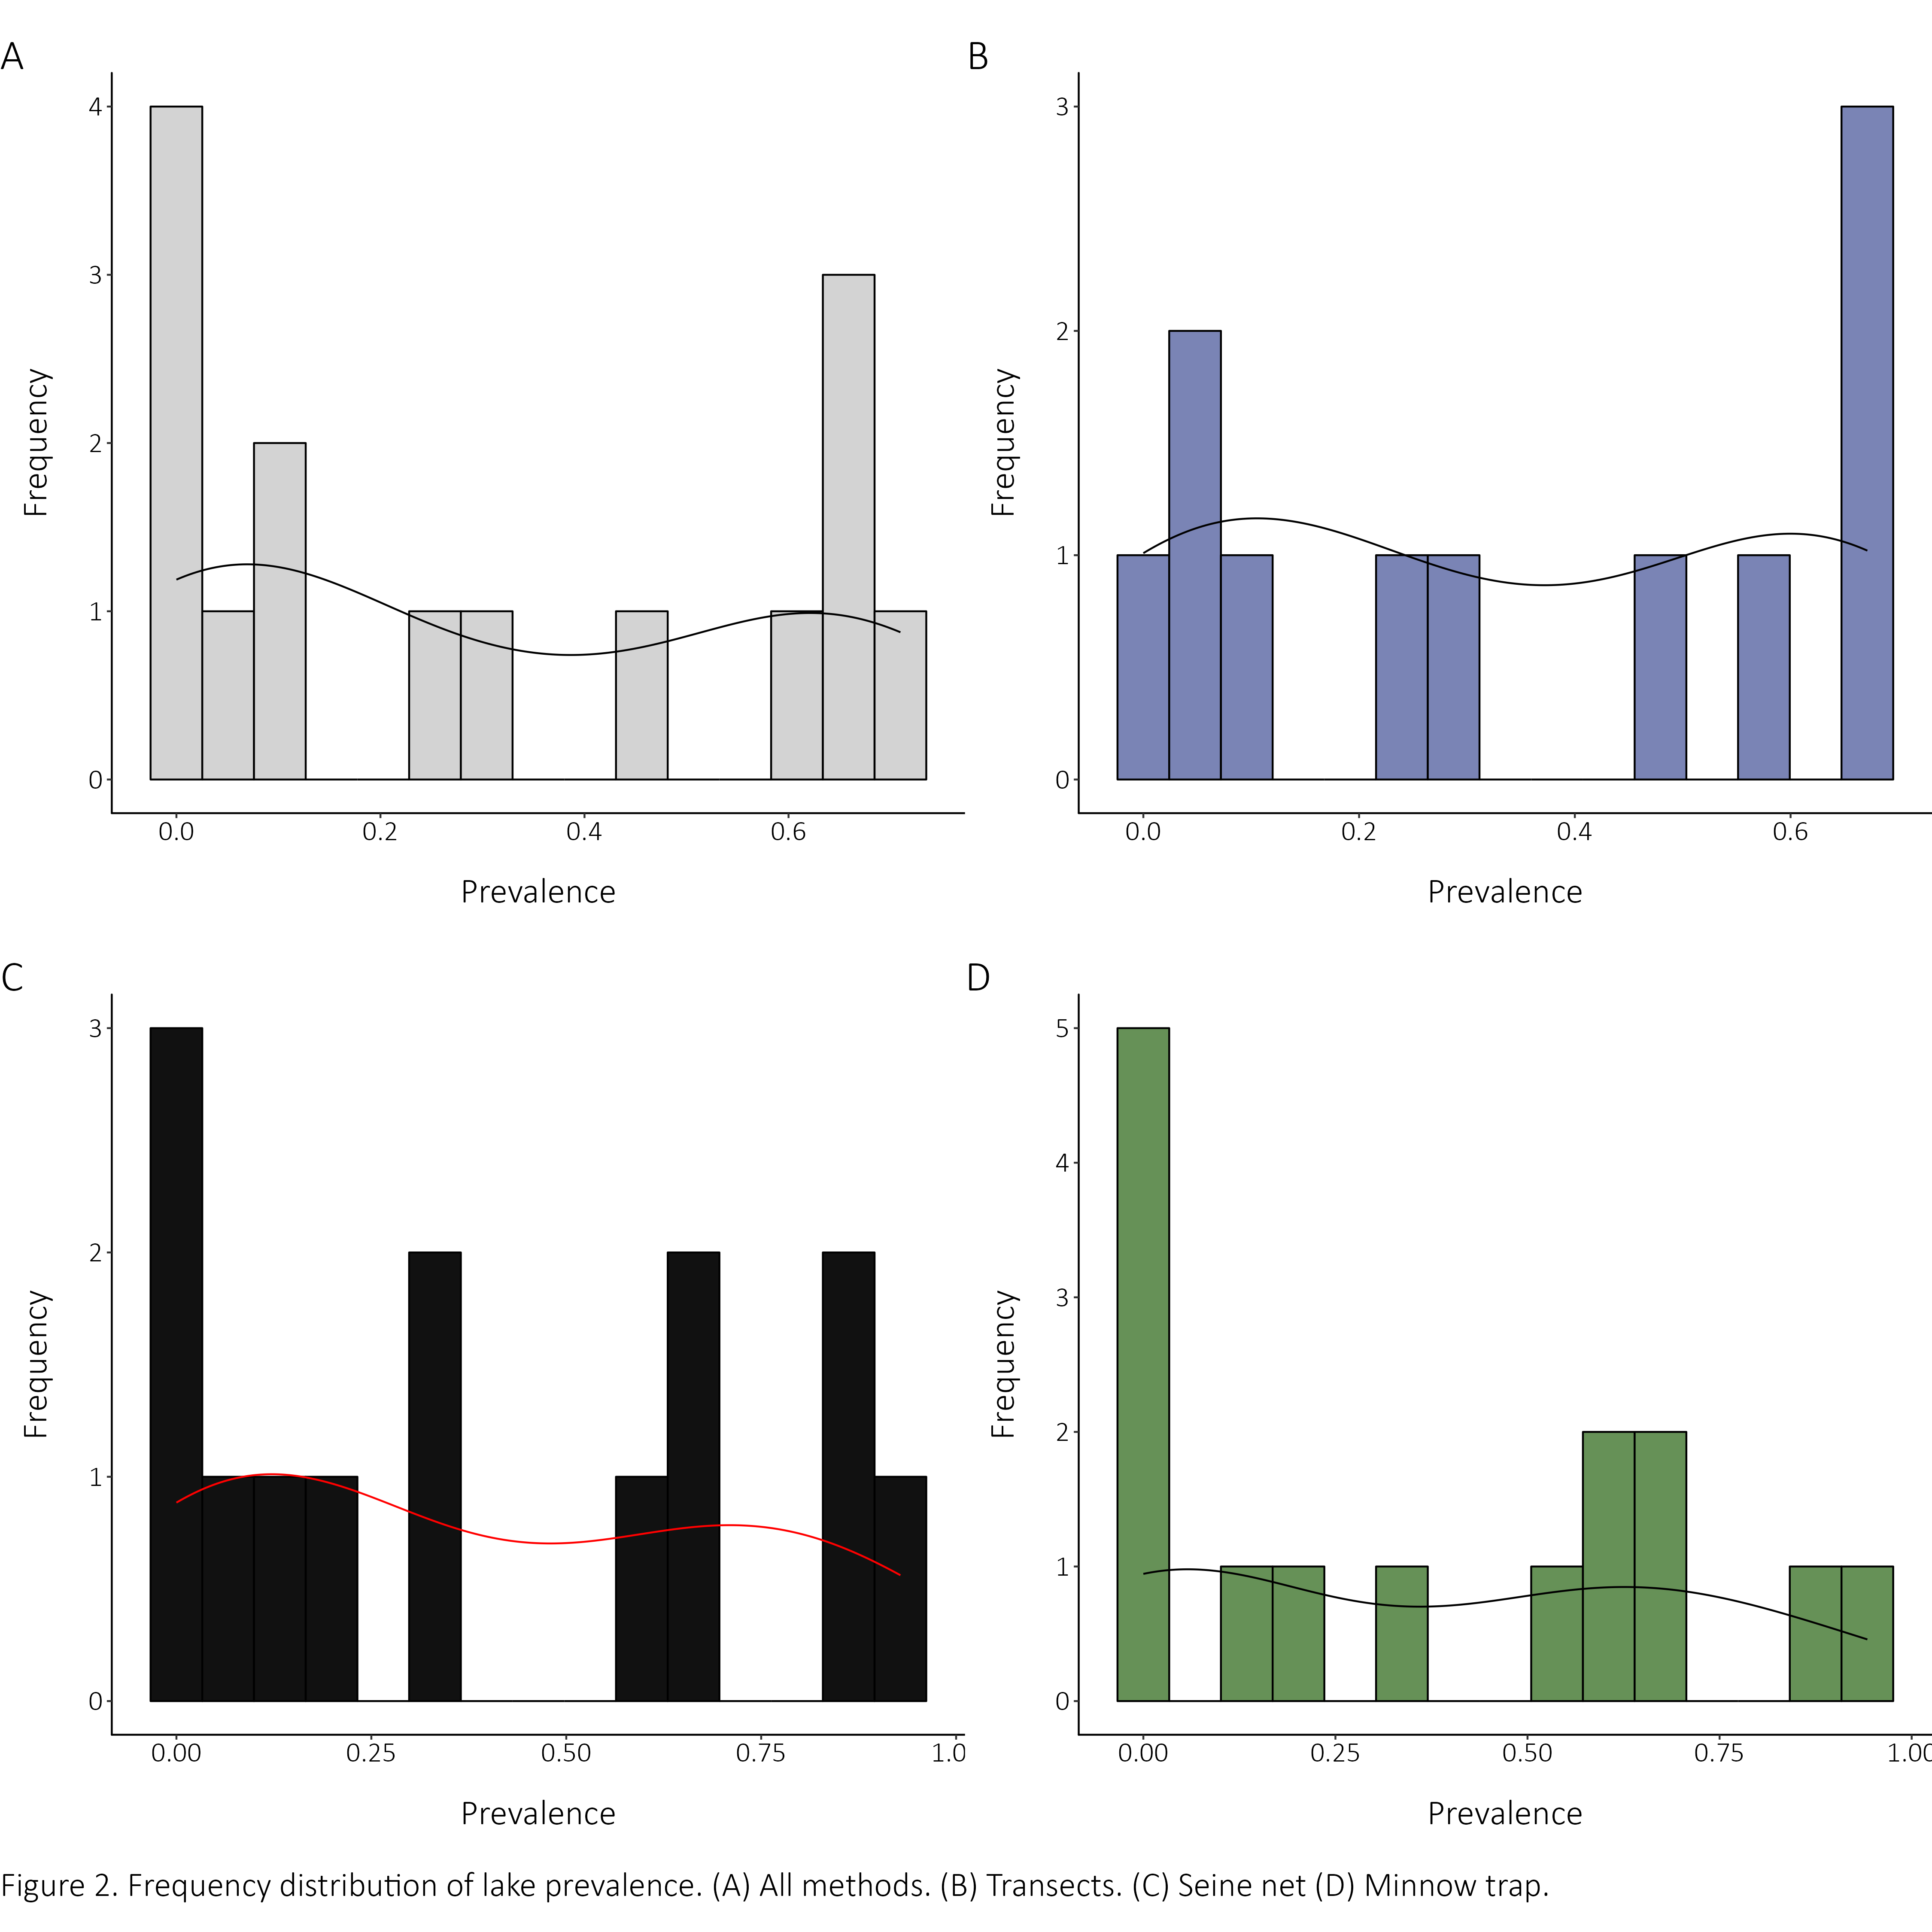 A
Frequency
4
3
2
1
0
0.0 0.2 0.4 0.6
Prevalence
B
Frequency
3
2
1
0
0.0 0.2 0.4 0.6
Prevalence
C
Frequency
3
2
1
0
0.00 0.25 0.50 0.75 1.0
Prevalence
D
Frequency
5
4
3
2
1
0
0.00 0.25 0.50 0.75 1.00
Prevalence
Figure 2. Frequency distribution of lake prevalence. (A) All methods. (B) Transects. (C) Seine net (D) Minnow trap.